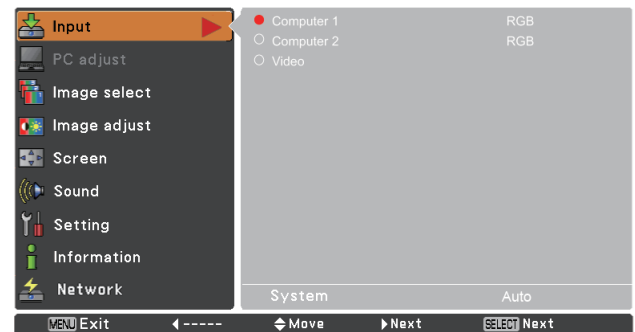 Input
PC adjust
Image select
Image adjust
Screen
Sound
Setting
Information
Network
Computer 1 RGB
Computer 2 RGB
Video
System Auto
MENU Exit ----- Move Next SELECT Next